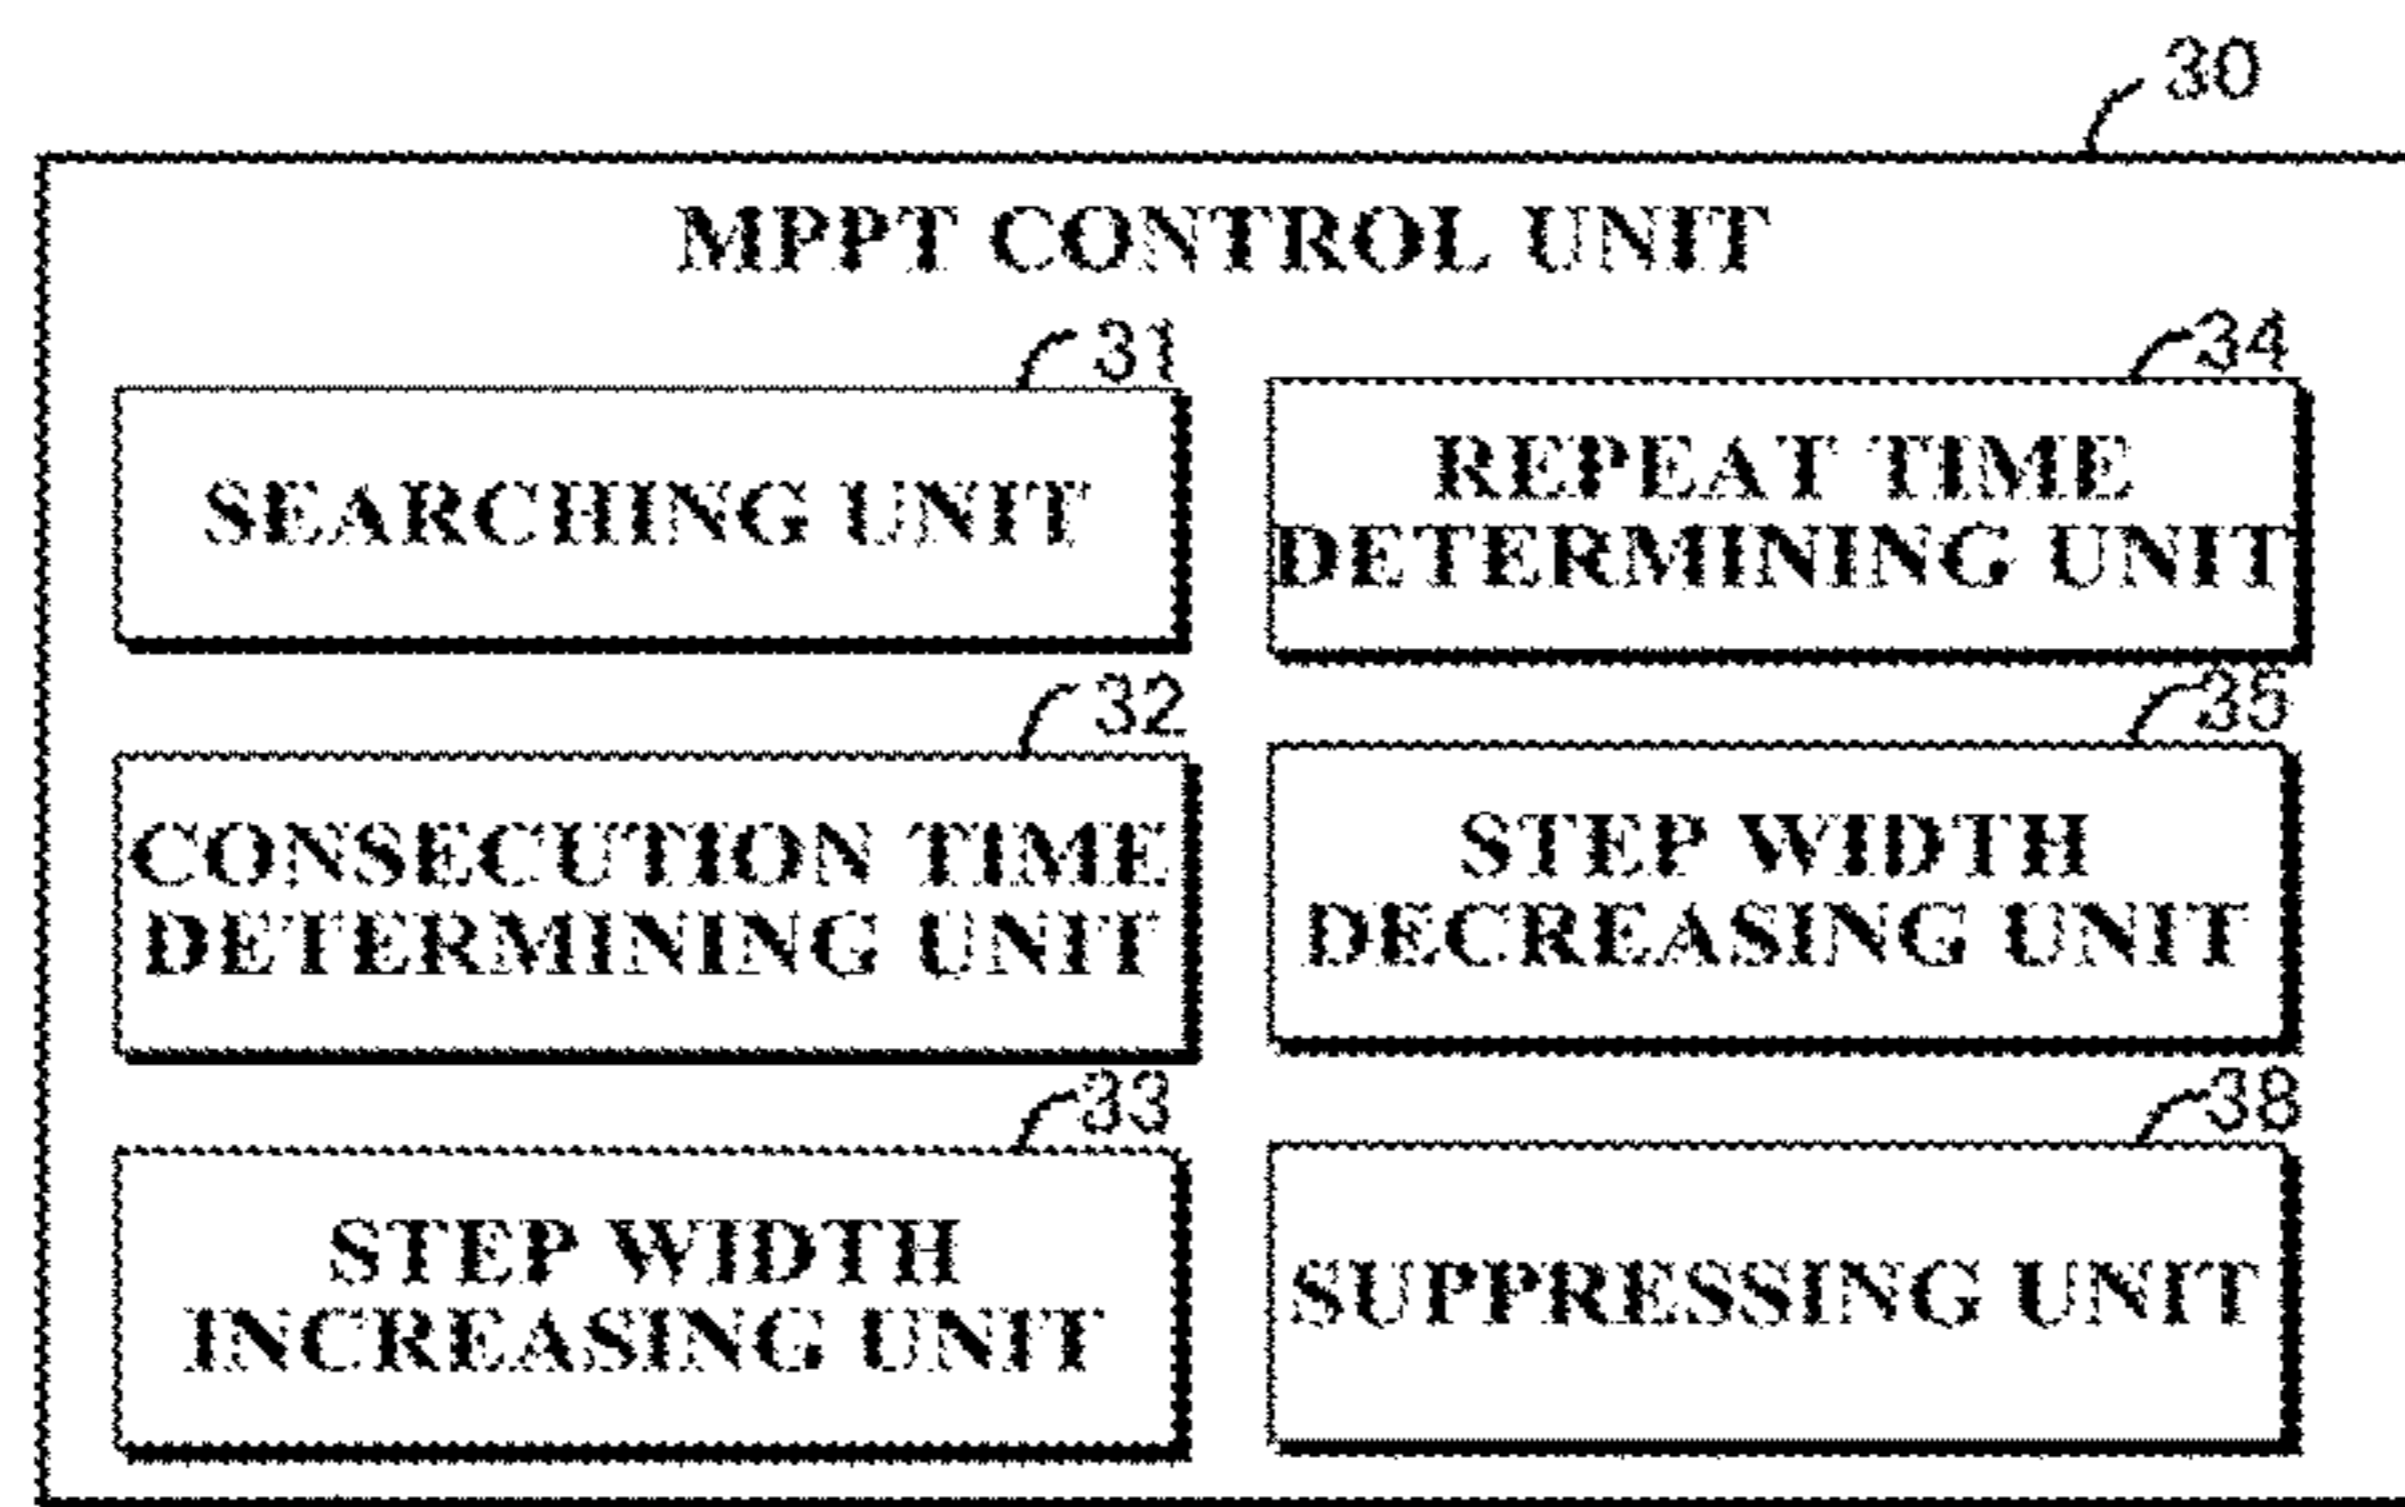 30
MPPT CONTROL UNIT
31
SEARCHING UNIT
32
CONSECUTION TIME
DETERMINING UNIT
33
STEP WIDTH
INCREASING UNIT
34
REPEAT TIME
DETERMINING UNIT
35
STEP WIDTH
DECREASING UNIT
38
SUPPRESSING UNIT